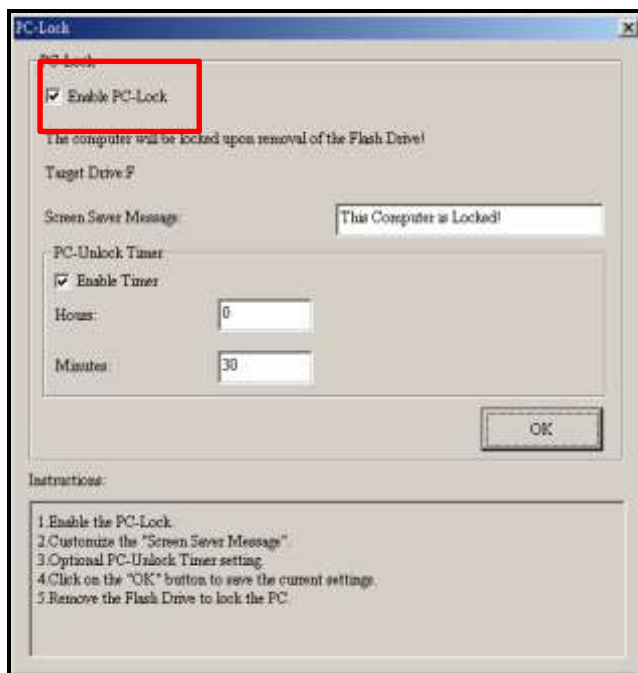 PC-Lock
PC-Lock
Enable PC-Lock
The computer will be locked upon removal of the Flash Drive!
Target Drive:F
Screen Saver Message: This Computer is Locked!
PC-Unlock Timer
Enable Timer
Hours: 0
Minutes: 30
OK
Instructions:
1.Enable the PC-Lock.
2.Customize the "Screen Saver Message".
3.Optional PC-Unlock Timer setting.
4.Click on the "OK" button to save the current settings.
5.Remove the Flash Drive to lock the PC.